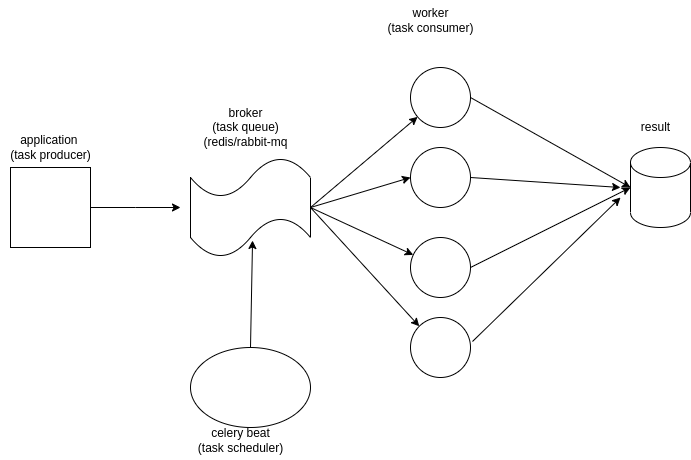 worker
(task consumer)
broker
(task queue)
(redis/rabbit-mq
result
application
(task producer)
celery beat
(task scheduler)